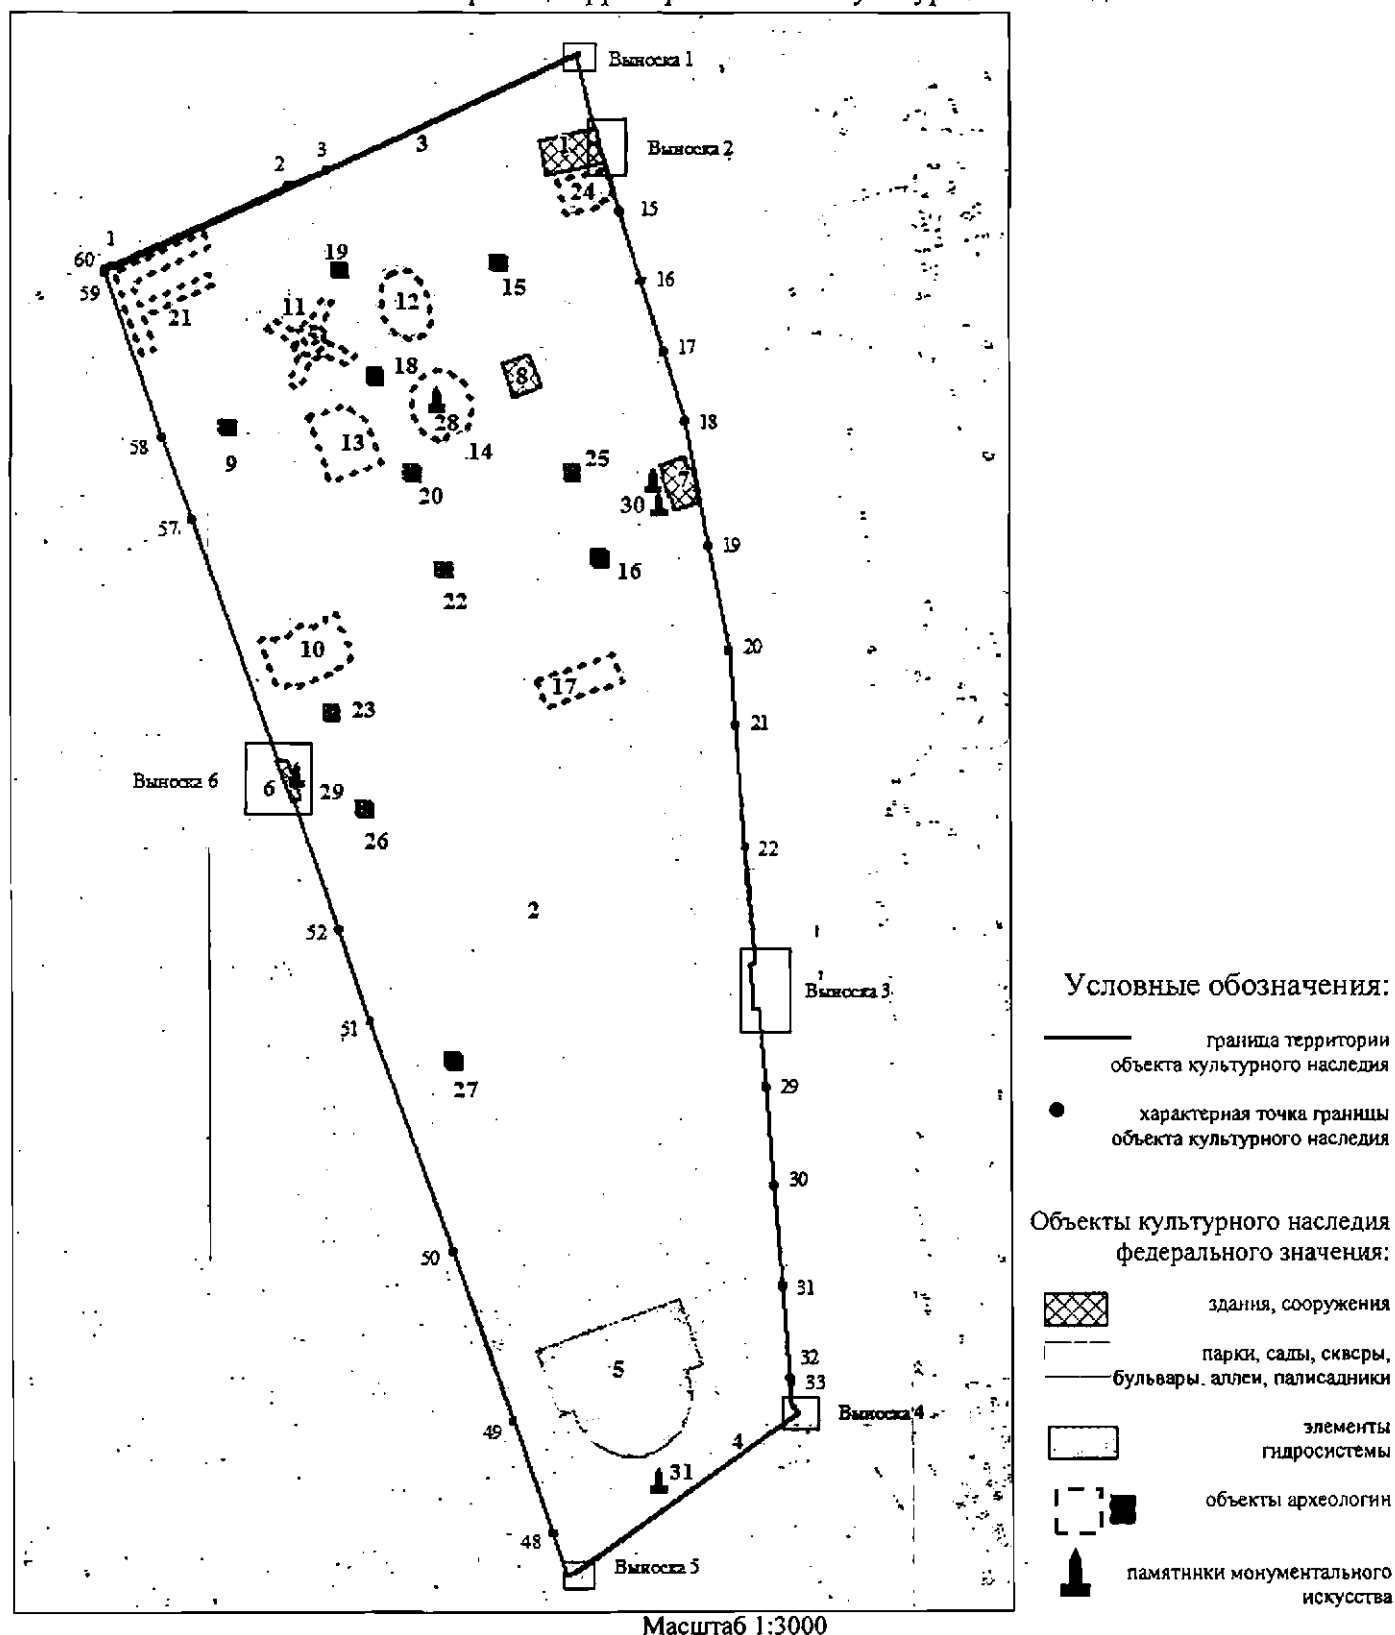 Выноска 1
1
Выноска 2
3
3
2
24
15
1
60
59
19
15
16
12
11
21
17
18
8
18
28
14
13
58
9
20
25
7
30
57
19
16
22
20
10
17
21
23
Выноска 6
6
29
26
22
2
52
Выноска 3
51
27
29
30
50
31
5
32
33
Выноска 4
49
4
31
48
Выноска 5
Масштаб 1:3000
Условные обозначения:
граница территории
объекта культурного наследия
характерная точка границы
объекта культурного наследия
Объекты культурного наследия
федерального значения:
здания, сооружения
парки, сады, скверы,
бульвары, аллеи, палисадники
элементы
гидросистемы
объекты археологии
памятники монументального
искусства